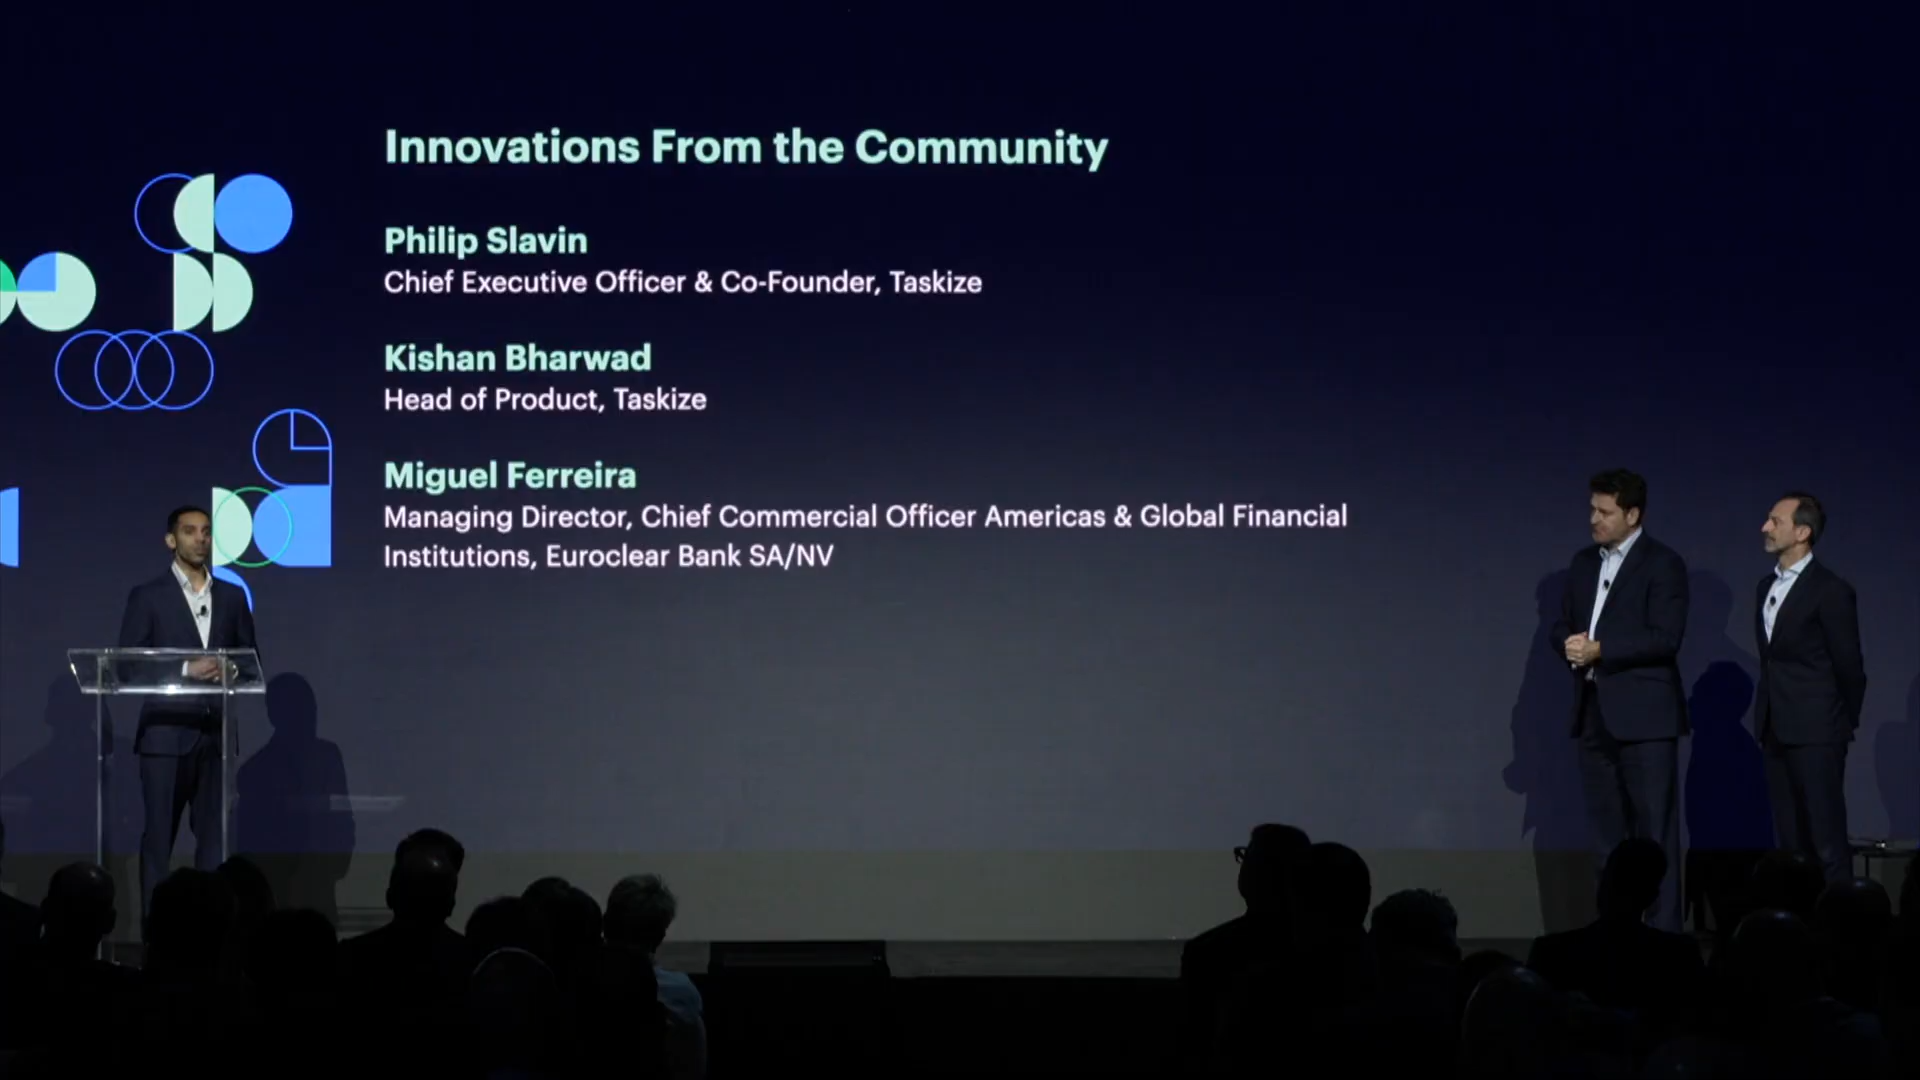 Innovations From the Community
Philip Slavin
Chief Executive Officer & Co-Founder, Taskize
Kishan Bharwad
Head of Product, Taskize
Miguel Ferreira
Managing Director, Chief Commercial Officer Americas & Global Financial
Institutions, Euroclear Bank SA/NV